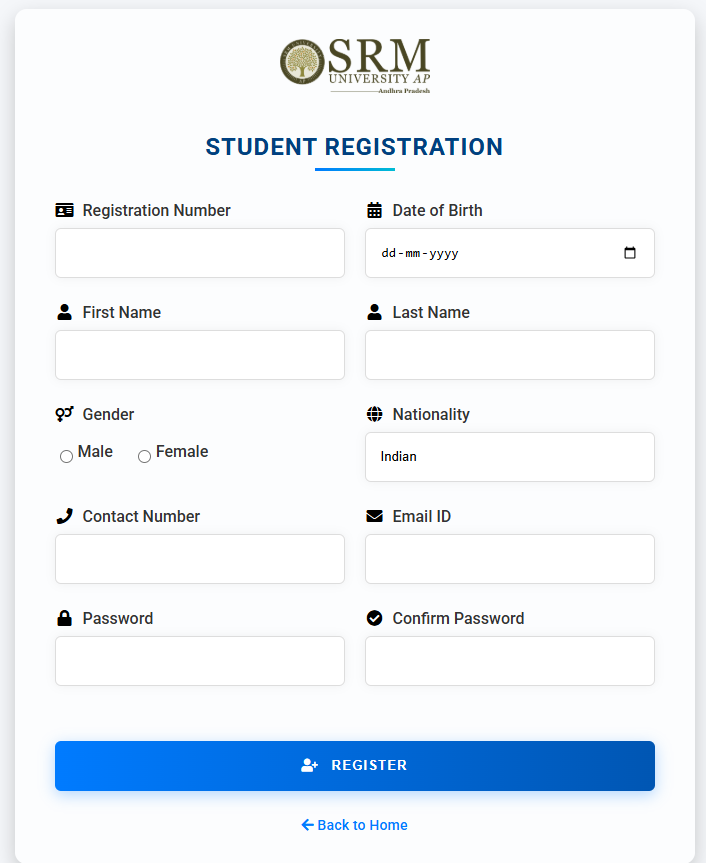 SRM
UNIVERSITY AP
Andhra Pradesh
STUDENT REGISTRATION
Registration Number
Date of Birth
dd-mm-yyyy
First Name
Last Name
Gender
Nationality
Male
Female
Indian
Contact Number
Email ID
Password
Confirm Password
REGISTER
Back to Home